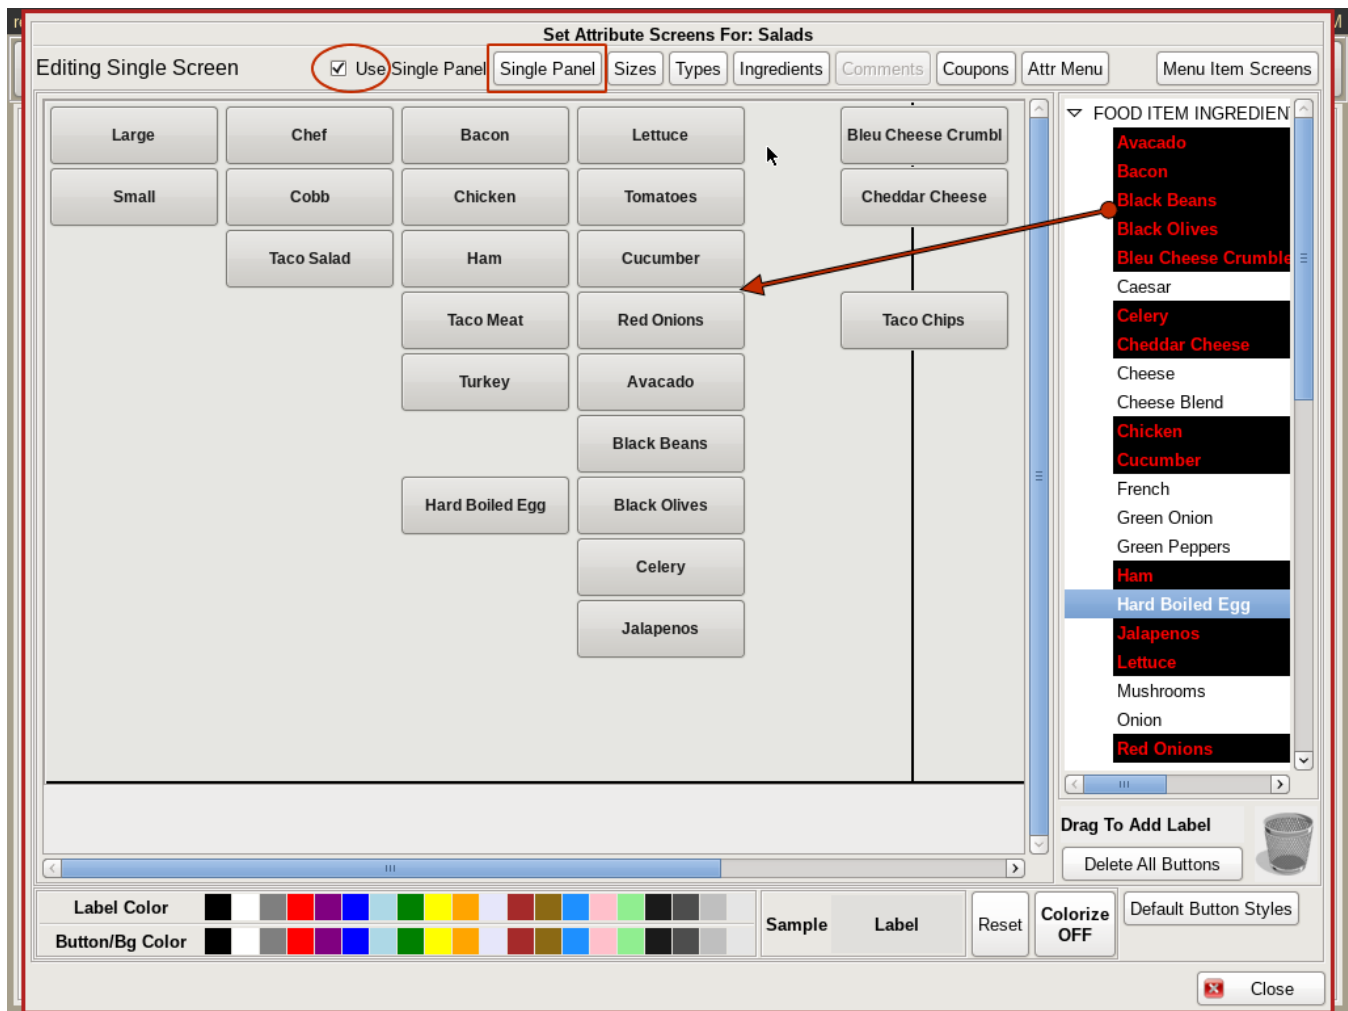 Set Attribute Screens For: Salads
Editing Single Screen
Use Single Panel
Single Panel
Sizes
Types
Ingredients
Comments
Coupons
Attr Menu
Menu Item Screens
Large
Chef
Bacon
Lettuce
Bleu Cheese Crumbl
Small
Cobb
Chicken
Tomatoes
Cheddar Cheese
Taco Salad
Ham
Cucumber
Taco Meat
Red Onions
Taco Chips
Turkey
Avacado
Black Beans
Hard Boiled Egg
Black Olives
Celery
Jalapenos
FOOD ITEM INGREDIEN
Avacado
Bacon
Black Beans
Black Olives
Bleu Cheese Crumble
Caesar
Celery
Cheddar Cheese
Cheese
Cheese Blend
Chicken
Cucumber
French
Green Onion
Green Peppers
Ham
Hard Boiled Egg
Jalapenos
Lettuce
Mushrooms
Onion
Red Onions
Drag To Add Label
Delete All Buttons
Label Color
Button/Bg Color
Sample
Label
Reset
Colorize
OFF
Default Button Styles
Close